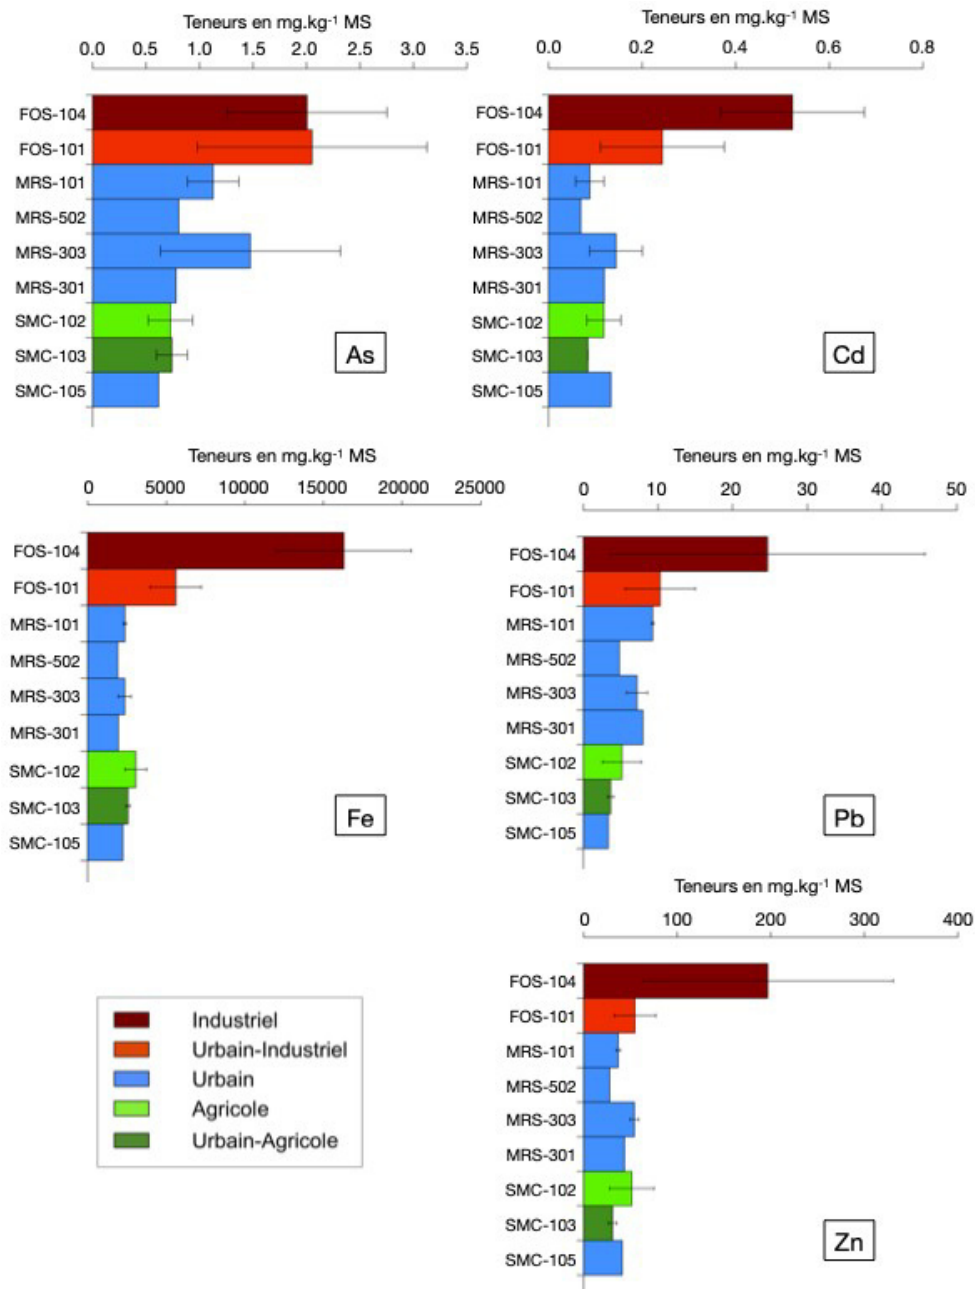 Teneurs en mg.kg⁻¹ MS
0.0 0.5 1.0 1.5 2.0 2.5 3.0 3.5
FOS-104
FOS-101
MRS-101
MRS-502
MRS-303
MRS-301
SMC-102
SMC-103
SMC-105
As
Teneurs en mg.kg⁻¹ MS
0.0 0.2 0.4 0.6 0.8
FOS-104
FOS-101
MRS-101
MRS-502
MRS-303
MRS-301
SMC-102
SMC-103
SMC-105
Cd
Teneurs en mg.kg⁻¹ MS
0 5000 10000 15000 20000 25000
FOS-104
FOS-101
MRS-101
MRS-502
MRS-303
MRS-301
SMC-102
SMC-103
SMC-105
Fe
Teneurs en mg.kg⁻¹ MS
0 10 20 30 40 50
FOS-104
FOS-101
MRS-101
MRS-502
MRS-303
MRS-301
SMC-102
SMC-103
SMC-105
Pb
Teneurs en mg.kg⁻¹ MS
0 100 200 300 400
FOS-104
FOS-101
MRS-101
MRS-502
MRS-303
MRS-301
SMC-102
SMC-103
SMC-105
Zn
Industriel
Urbain-Industriel
Urbain
Agricole
Urbain-Agricole